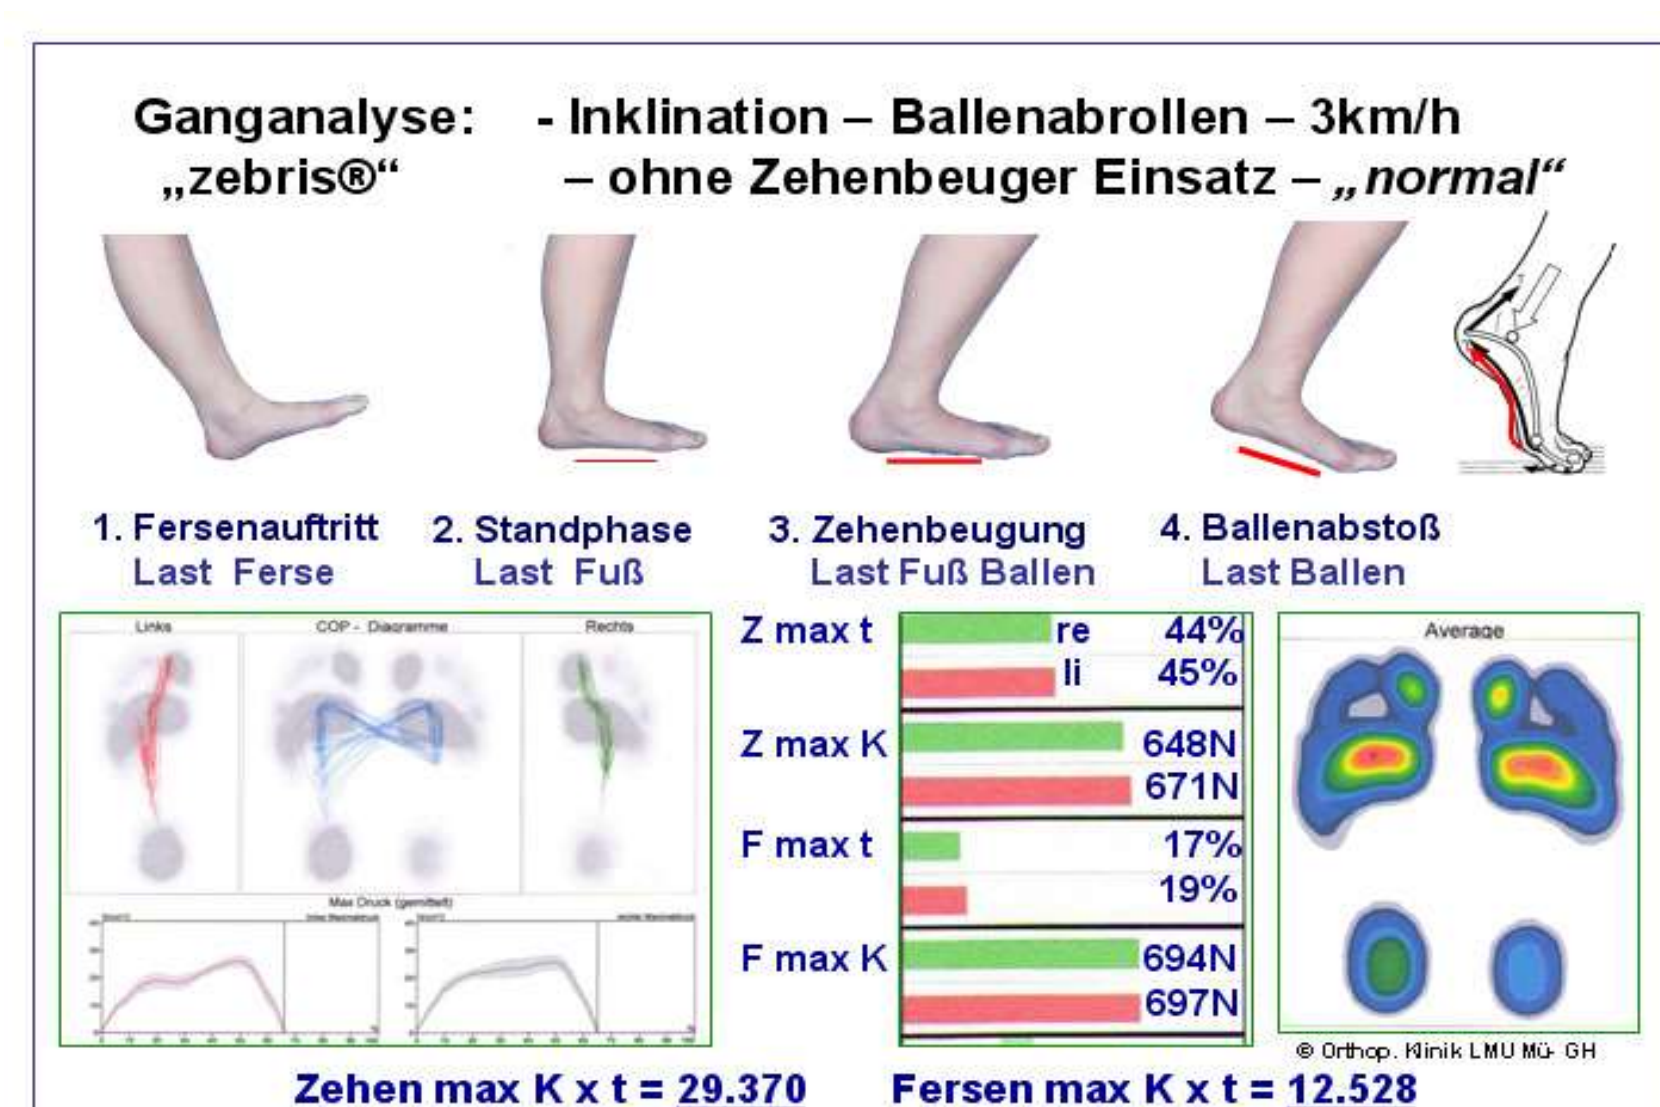 Ganganalyse: - Inklination – Ballenabrollen – 3km/h
„zebris®“ – ohne Zehenbeuger Einsatz – „normal“
1. Fersenauftritt
Last Ferse
2. Standphase
Last Fuß
3. Zehenbeugung
Last Fuß Ballen
4. Ballenabstoß
Last Ballen
Links
COP - Diagramme
Rechts
Max Druck (gemittelt)
Z max t re 44%
li 45%
Z max K 648N
671N
F max t 17%
19%
F max K 694N
697N
Average
© Orthop. Klinik LMU Mü- GH
Zehen max K x t = 29.370 Fersen max K x t = 12.528